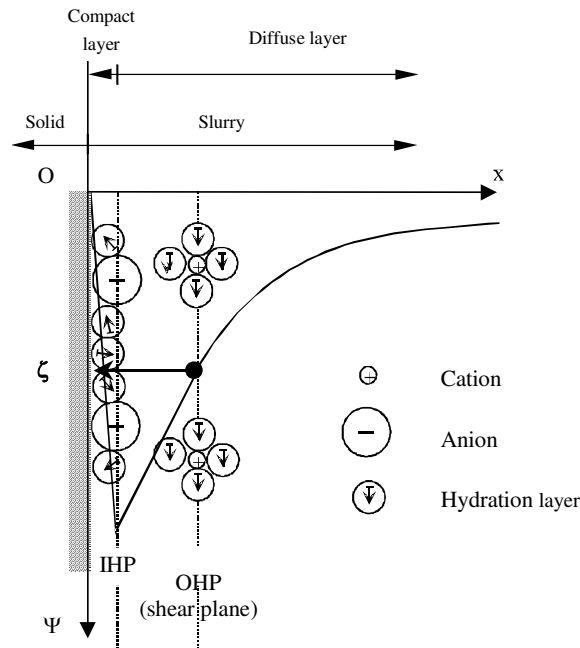 Compact
layer
Diffuse layer
Solid
Slurry
O
x
ζ
Cation
Anion
Hydration layer
IHP
OHP
(shear plane)
Ψ